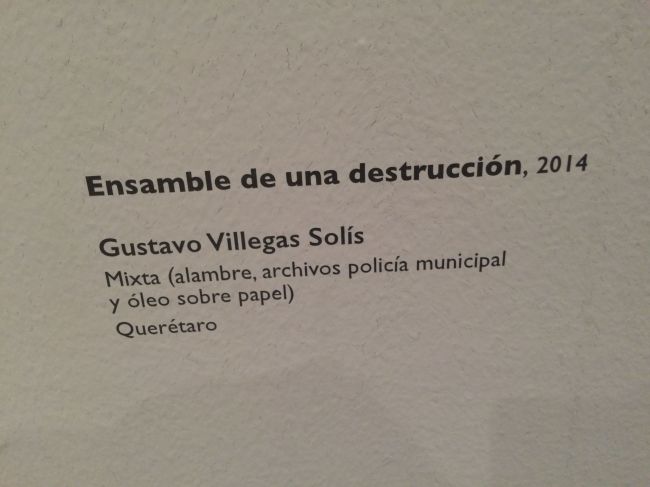 Ensamble de una destrucción, 2014
Gustavo Villegas Solís
Mixta (alambre, archivos policía municipal
y óleo sobre papel)
Querétaro